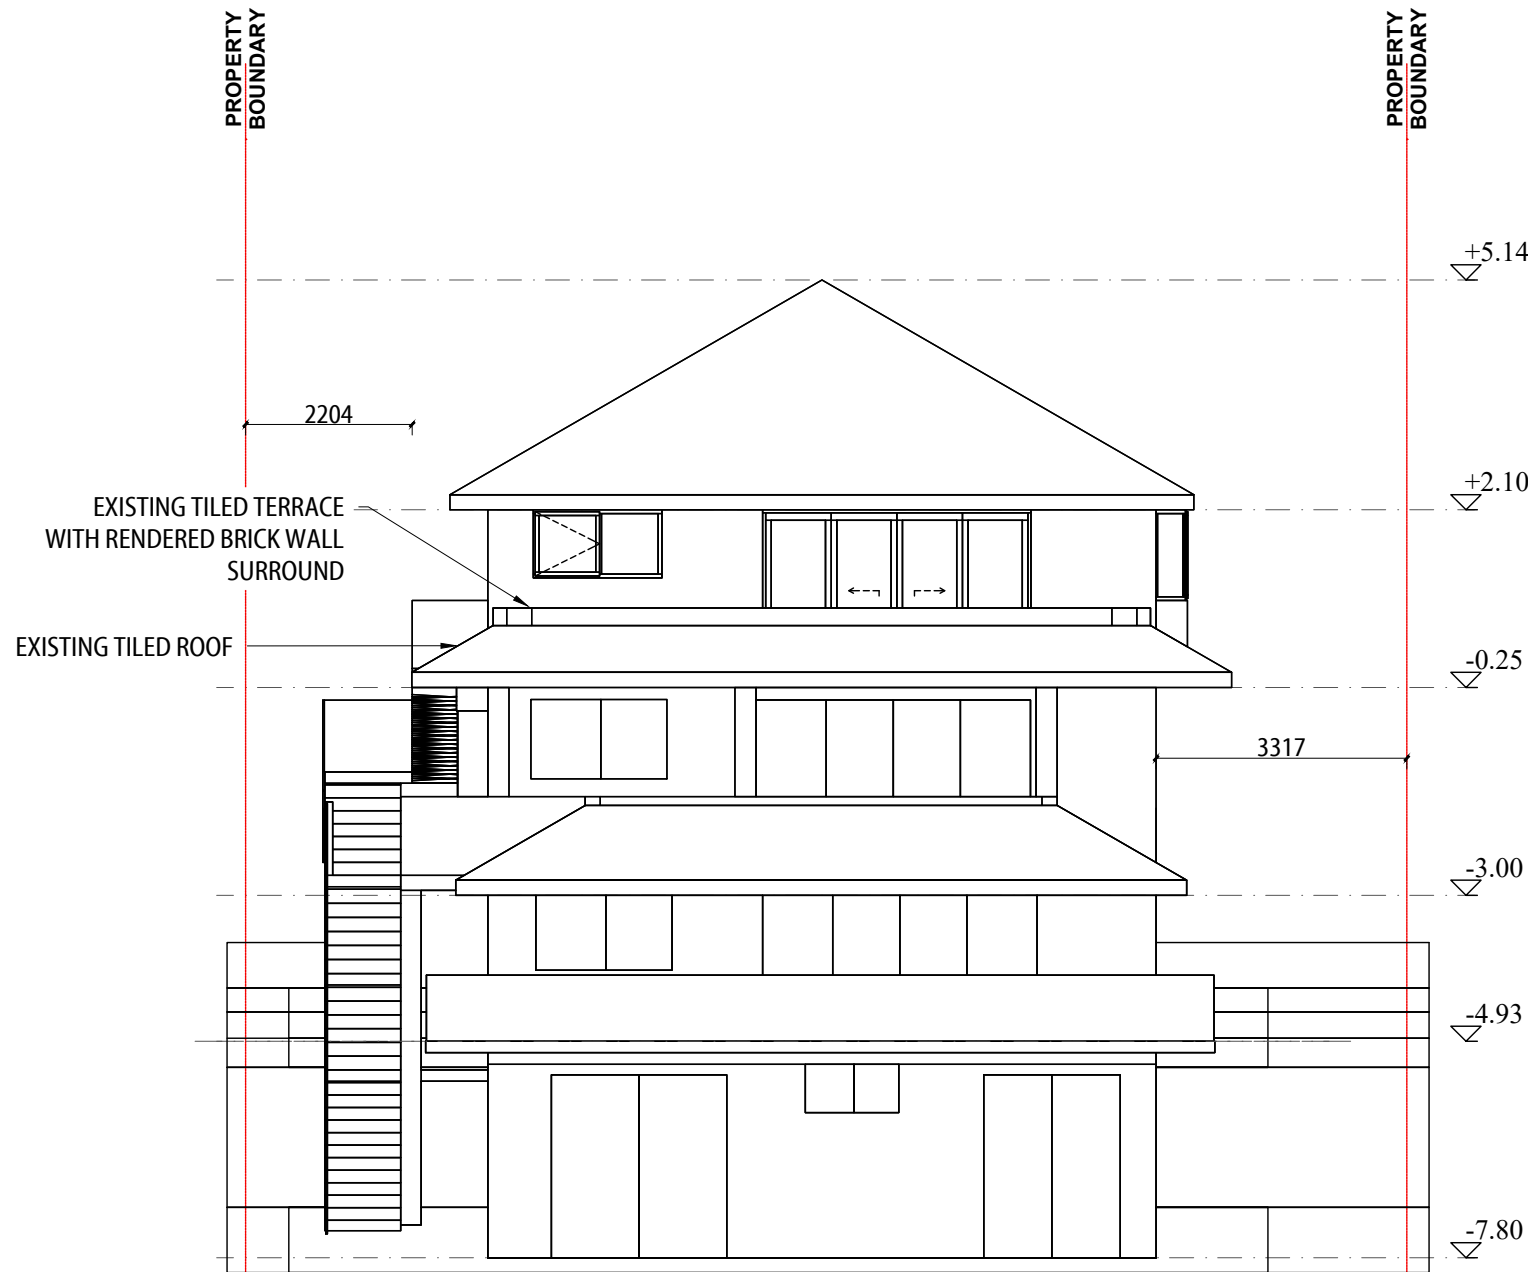 PROPERTY
BOUNDARY
PROPERTY
BOUNDARY
+5.14
2204
+2.10
EXISTING TILED TERRACE
WITH RENDERED BRICK WALL
SURROUND
EXISTING TILED ROOF
-0.25
3317
-3.00
-4.93
-7.80